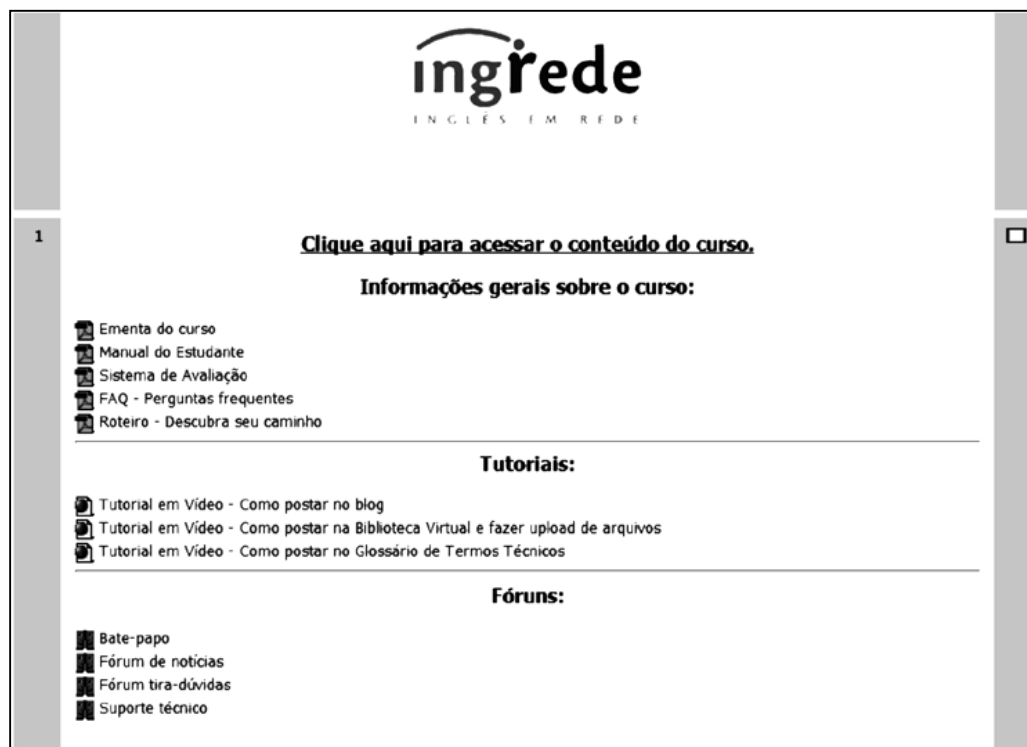 ingrede
INGLÊS EM REDE
1
Clique aqui para acessar o conteúdo do curso.
Informações gerais sobre o curso:
Ementa do curso
Manual do Estudante
Sistema de Avaliação
FAQ - Perguntas frequentes
Roteiro - Descubra seu caminho
Tutoriais:
Tutorial em Vídeo - Como postar no blog
Tutorial em Vídeo - Como postar na Biblioteca Virtual e fazer upload de arquivos
Tutorial em Vídeo - Como postar no Glossário de Termos Técnicos
Fóruns:
Bate-papo
Fórum de notícias
Fórum tira-dúvidas
Suporte técnico